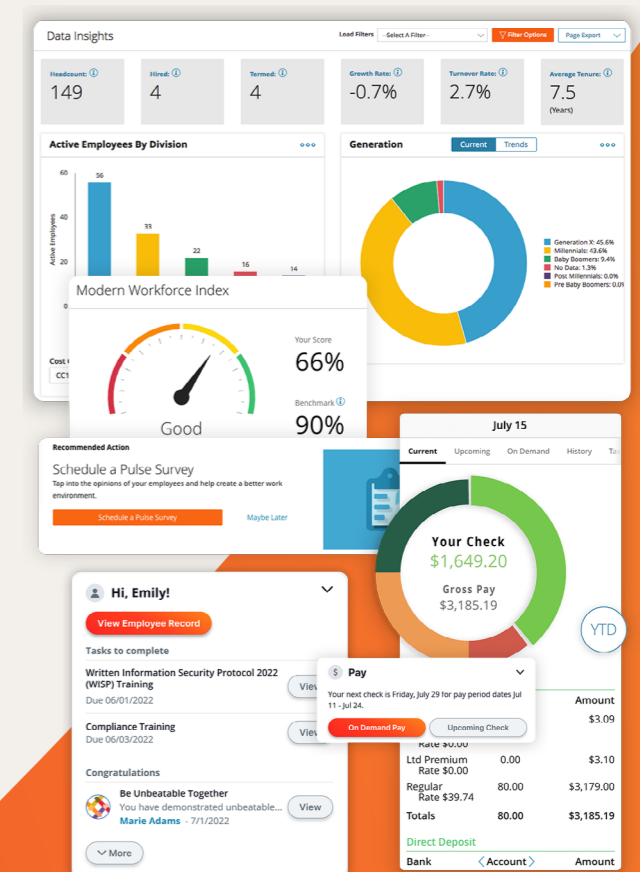 Data Insights
Load Filters
--Select A Filter--
Filter Options
Page Export
Headcount:
149
Hired:
4
Termed:
4
Growth Rate:
-0.7%
Turnover Rate:
2.7%
Average Tenure:
7.5
(Years)
Active Employees By Division
60
40
20
0
Active Employees
56
33
22
16
14
Generation
Current
Trends
Generation X: 45.6%
Millennials: 43.6%
Baby Boomers: 9.4%
No Data: 1.3%
Post Millennials: 0.0%
Pre Baby Boomers: 0.0%
Cost
CC1
Modern Workforce Index
Good
Your Score
66%
Benchmark
90%
Recommended Action
Schedule a Pulse Survey
Tap into the opinions of your employees and help create a better work
environment.
Schedule a Pulse Survey
Maybe Later
July 15
Current
Upcoming
On Demand
History
Ta
Your Check
$1,649.20
Gross Pay
$3,185.19
YTD
Hi, Emily!
View Employee Record
Tasks to complete
Written Information Security Protocol 2022
(WISP) Training
Due 06/01/2022
View
Compliance Training
Due 06/03/2022
View
Congratulations
Be Unbeatable Together
You have demonstrated unbeatable...
Marie Adams - 7/1/2022
View
More
$ Pay
Your next check is Friday, July 29 for pay period dates Jul
11 - Jul 24.
On Demand Pay
Upcoming Check
Amount
$3.09
Rate $0.00
Ltd Premium 0.00 $3.10
Rate $0.00
Regular 80.00 $3,179.00
Rate $39.74
Totals 80.00 $3,185.19
Direct Deposit
Bank Account Amount